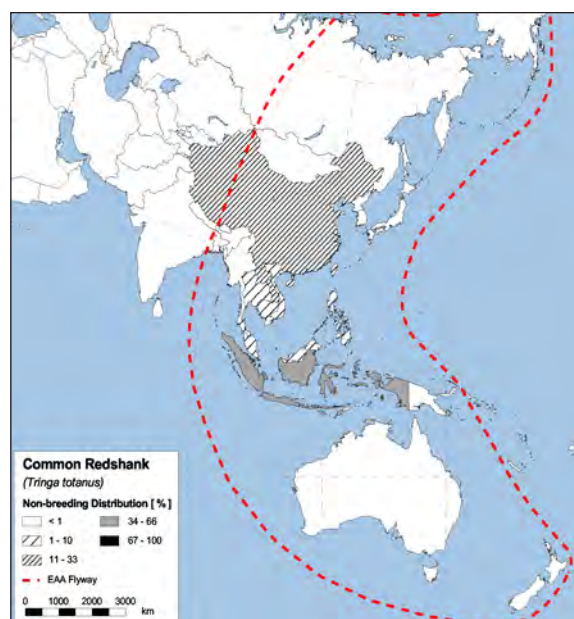 Common Redshank
(Tringa totanus)
Non-breeding Distribution [ % ]
< 1
34 - 66
1 - 10
67 - 100
11 - 33
EAA Flyway
0 1000 2000 3000
km